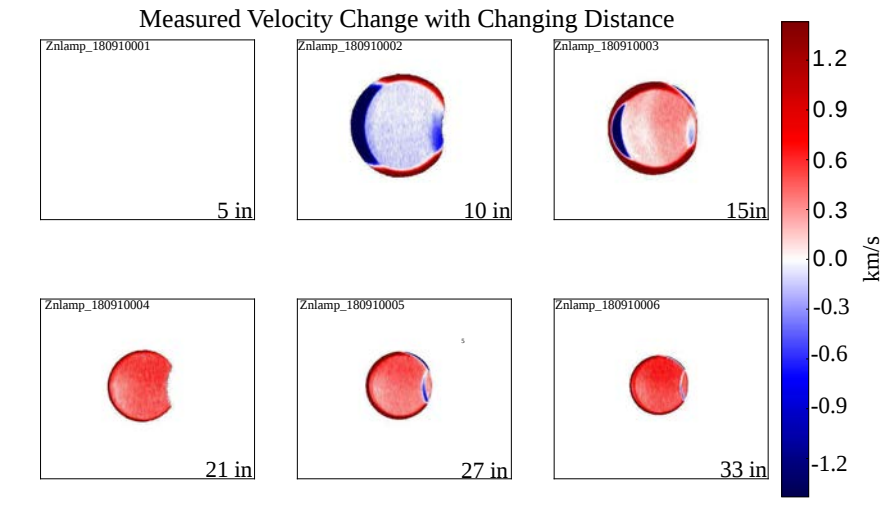 Measured Velocity Change with Changing Distance
Znlamp_180910001
5 in
Znlamp_180910002
10 in
Znlamp_180910003
15in
Znlamp_180910004
21 in
Znlamp_180910005
s
27 in
Znlamp_180910006
33 in
1.2
0.9
0.6
0.3
0.0
-0.3
-0.6
-0.9
-1.2
km/s